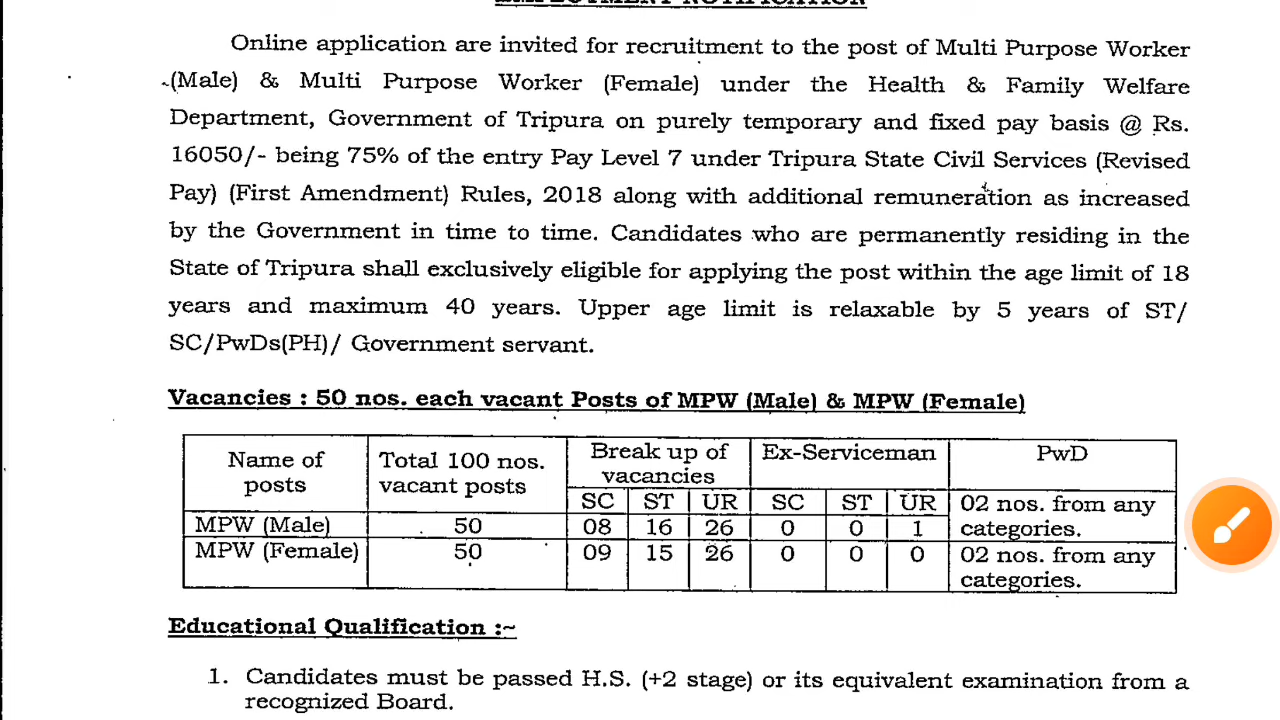 EMPLOYMENT NOTIFICATION
Online application are invited for recruitment to the post of Multi Purpose Worker
(Male) & Multi Purpose Worker (Female) under the Health & Family Welfare
Department, Government of Tripura on purely temporary and fixed pay basis @ Rs.
16050/- being 75% of the entry Pay Level 7 under Tripura State Civil Services (Revised
Pay) (First Amendment) Rules, 2018 along with additional remuneration as increased
by the Government in time to time. Candidates who are permanently residing in the
State of Tripura shall exclusively eligible for applying the post within the age limit of 18
years and maximum 40 years. Upper age limit is relaxable by 5 years of ST/
SC/PwDs(PH)/ Government servant.
Vacancies : 50 nos. each vacant Posts of MPW (Male) & MPW (Female)
Name of posts Total 100 nos. vacant posts Break up of vacancies Ex-Serviceman PwD
SC ST UR SC ST UR
MPW (Male) 50 08 16 26 0 0 1 02 nos. from any categories.
MPW (Female) 50 09 15 26 0 0 0 02 nos. from any categories.
Educational Qualification :~
1. Candidates must be passed H.S. (+2 stage) or its equivalent examination from a
recognized Board.